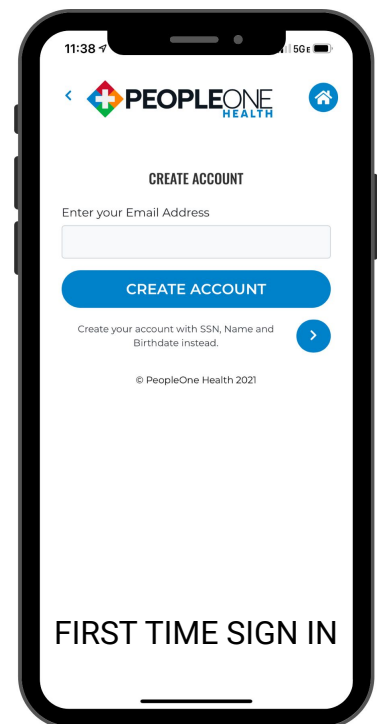 11:38
5GE
PEOPLEONE
HEALTH
CREATE ACCOUNT
Enter your Email Address
CREATE ACCOUNT
Create your account with SSN, Name and
Birthdate instead.
© PeopleOne Health 2021
FIRST TIME SIGN IN